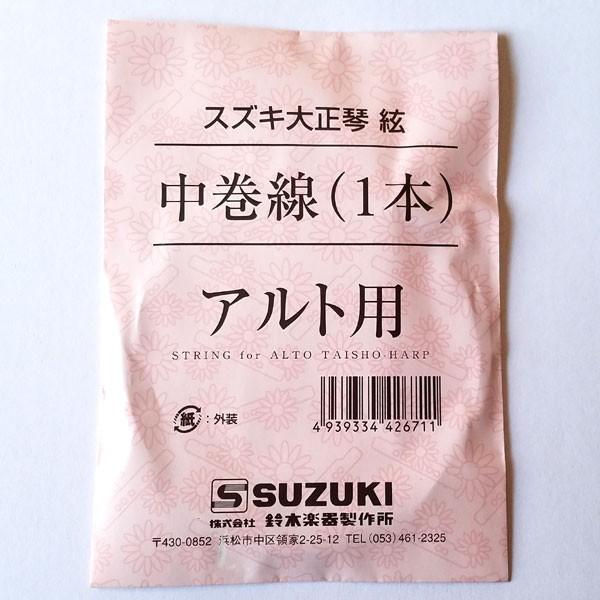 スズキ大正琴 絃
中巻線(1本)
アルト用
STRING for ALTO TAISHO-HARP
紙:外装
4 939334 426711
S SUZUKI
株式会社 鈴木楽器製作所
〒430-0852 浜松市中区領家2-25-12 TEL(053)461-2325